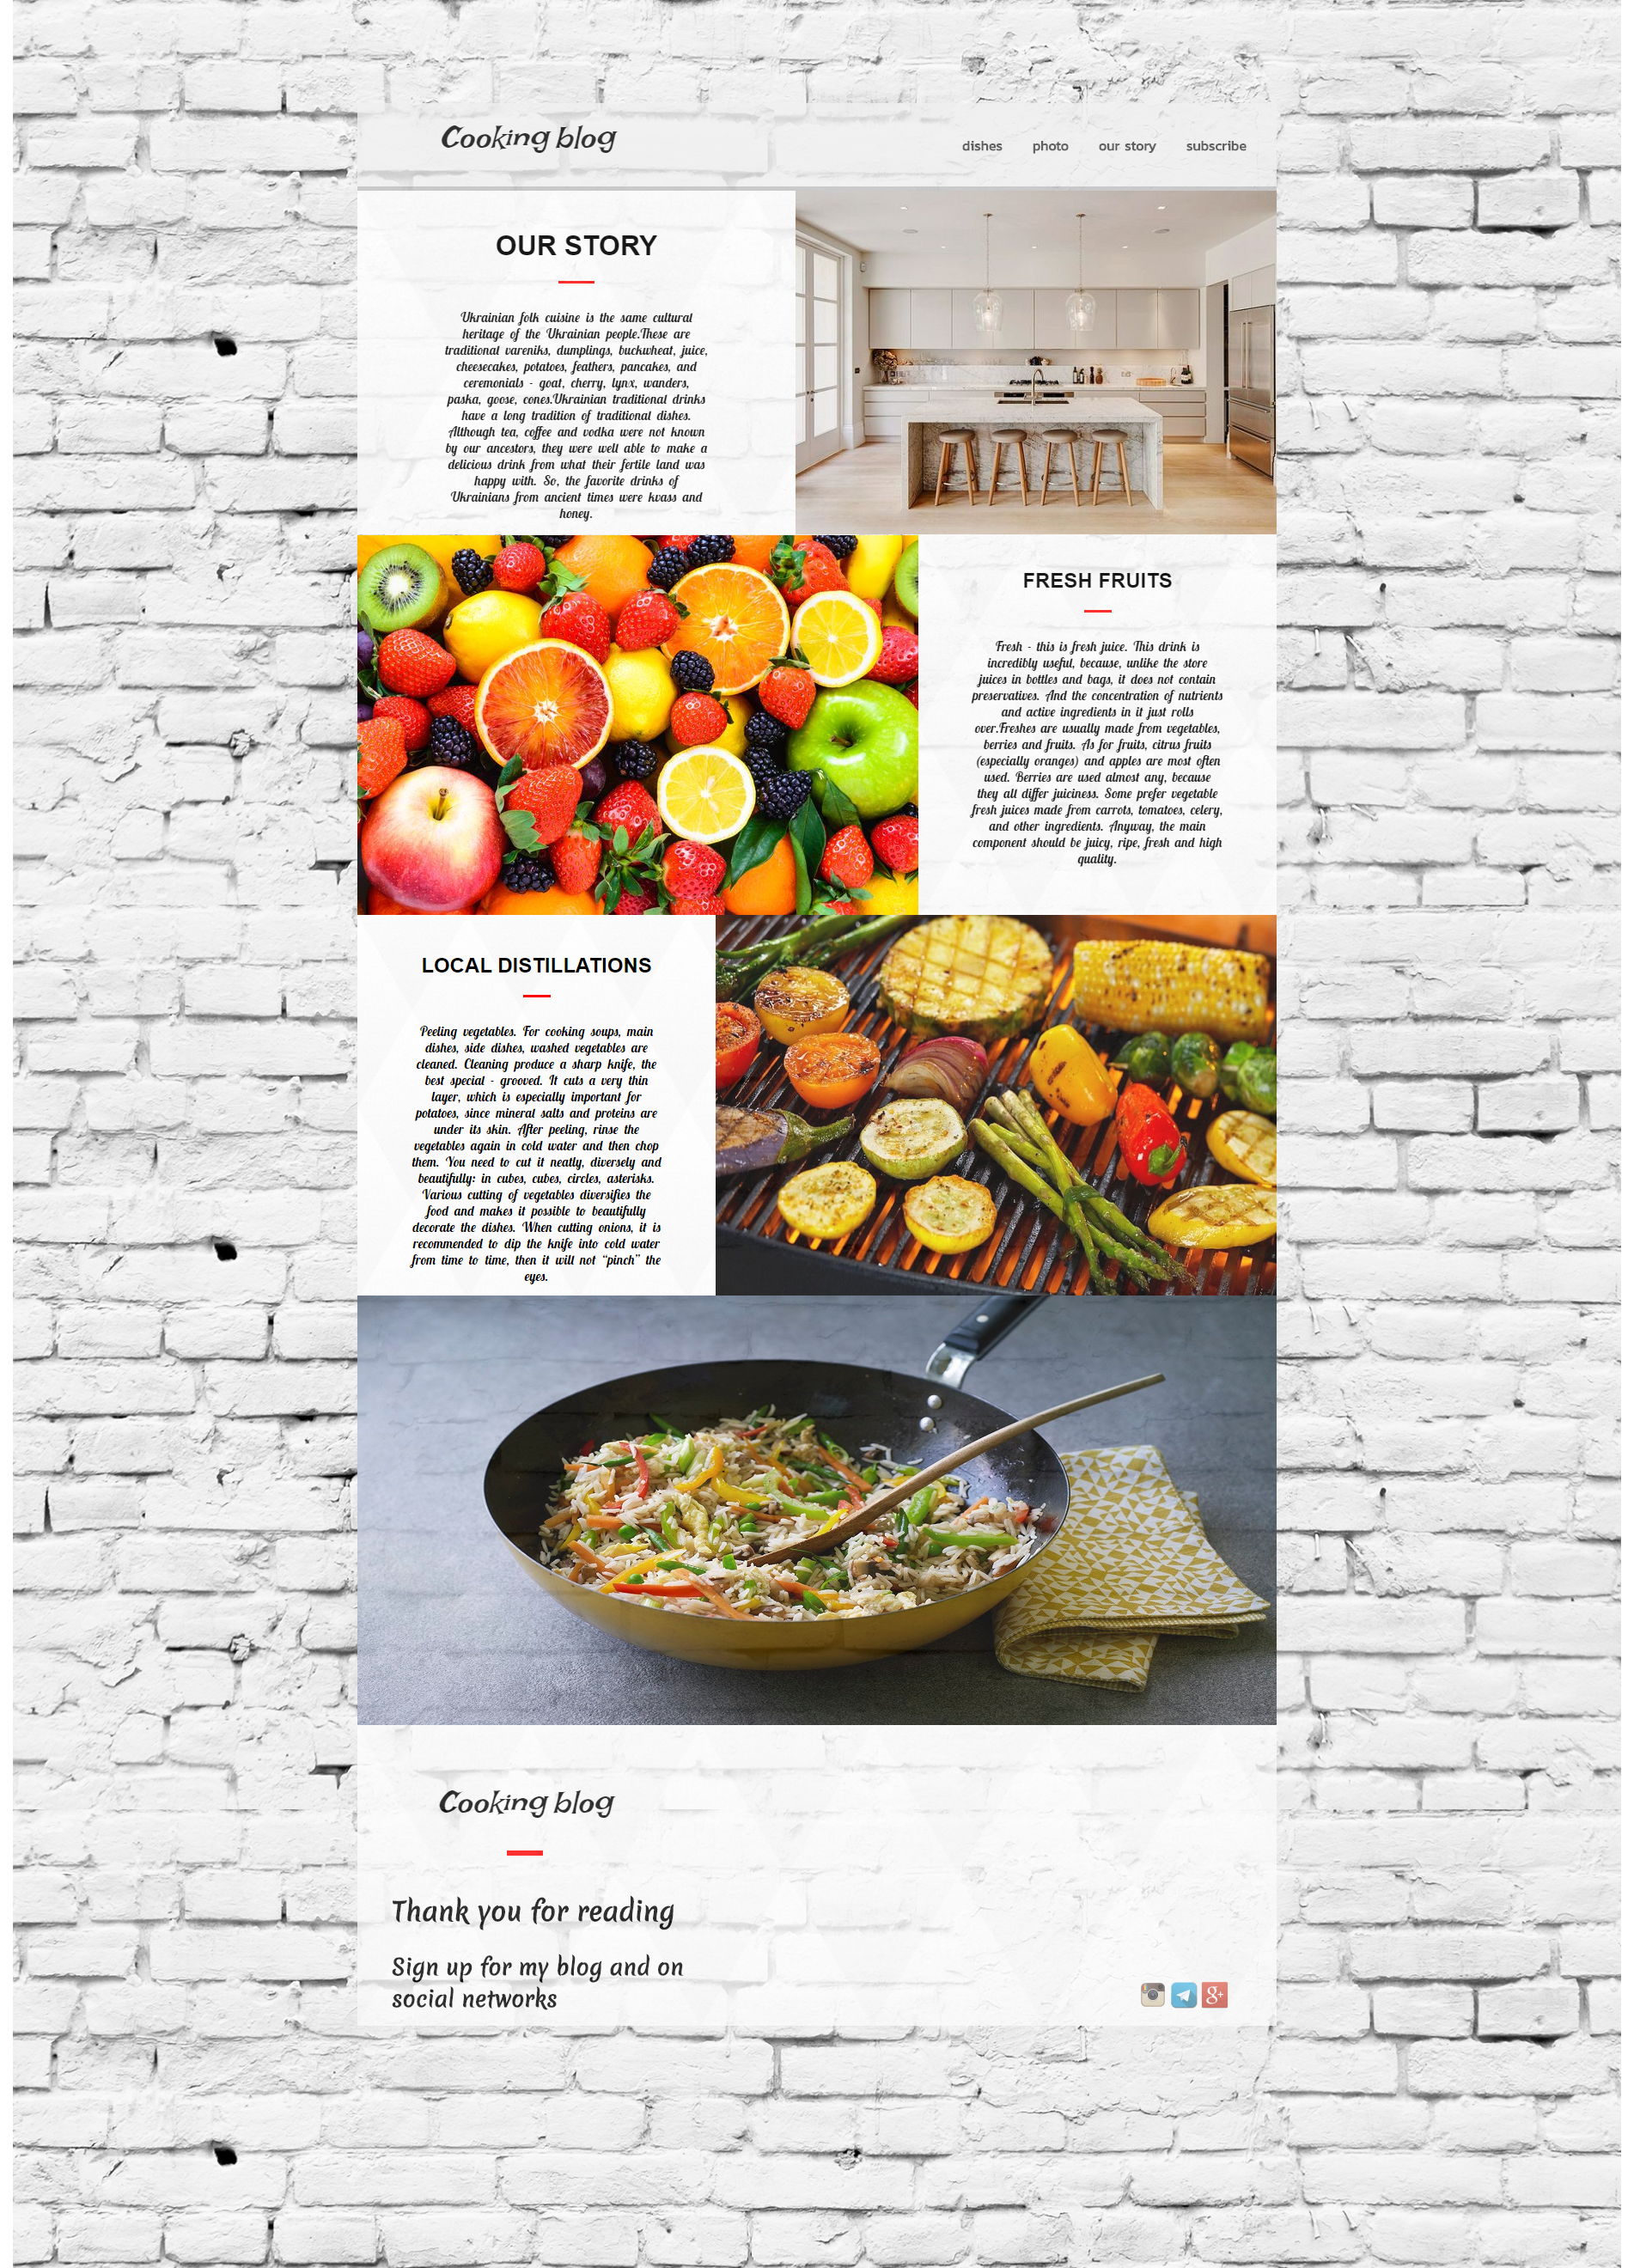 Cooking blog
dishes photo our story subscribe
OUR STORY
Ukrainian folk cuisine is the same cultural
heritage of the Ukrainian people.These are
traditional vareniks, dumplings, buckwheat, juice,
cheesecakes, potatoes, feathers, pancakes, and
ceremonials - goat, cherry, lynx, wanders,
paska, goose, cones.Ukrainian traditional drinks
have a long tradition of traditional dishes.
Although tea, coffee and vodka were not known
by our ancestors, they were well able to make a
delicious drink from what their fertile land was
happy with. So, the favorite drinks of
Ukrainians from ancient times were kvass and
honey.
FRESH FRUITS
Fresh - this is fresh juice. This drink is
incredibly useful, because, unlike the store
juices in bottles and bags, it does not contain
preservatives. And the concentration of nutrients
and active ingredients in it just rolls
over.Freshes are usually made from vegetables,
berries and fruits. As for fruits, citrus fruits
(especially oranges) and apples are most often
used. Berries are used almost any, because
they all differ juiciness. Some prefer vegetable
fresh juices made from carrots, tomatoes, celery,
and other ingredients. Anyway, the main
component should be juicy, ripe, fresh and high
quality.
LOCAL DISTILLATIONS
Peeling vegetables. For cooking soups, main
dishes, side dishes, washed vegetables are
cleaned. Cleaning produce a sharp knife, the
best special - grooved. It cuts a very thin
layer, which is especially important for
potatoes, since mineral salts and proteins are
under its skin. After peeling, rinse the
vegetables again in cold water and then chop
them. You need to cut it neatly, diversely and
beautifully: in cubes, cubes, circles, asterisks.
Various cutting of vegetables diversifies the
food and makes it possible to beautifully
decorate the dishes. When cutting onions, it is
recommended to dip the knife into cold water
from time to time, then it will not “pinch” the
eyes.
Cooking blog
Thank you for reading
Sign up for my blog and on
social networks
g+